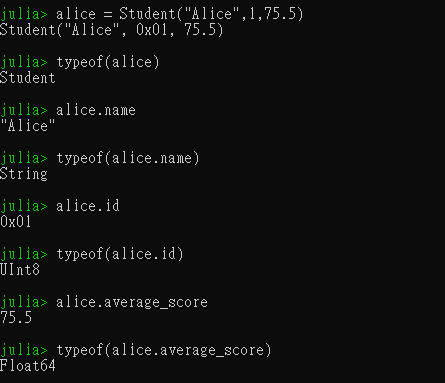 julia> alice = Student("Alice",1,75.5)
Student("Alice", 0x01, 75.5)
julia> typeof(alice)
Student
julia> alice.name
"Alice"
julia> typeof(alice.name)
String
julia> alice.id
0x01
julia> typeof(alice.id)
UInt8
julia> alice.average_score
75.5
julia> typeof(alice.average_score)
Float64